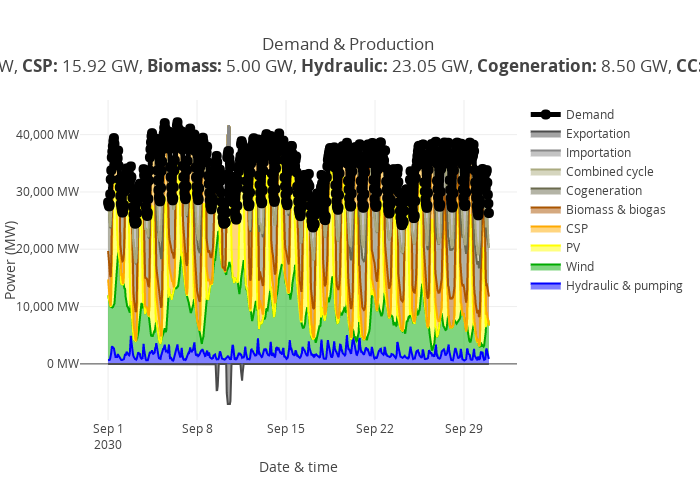 Demand & Production
W, CSP: 15.92 GW, Biomass: 5.00 GW, Hydraulic: 23.05 GW, Cogeneration: 8.50 GW, CC:
Power (MW)
40,000 MW
30,000 MW
20,000 MW
10,000 MW
0 MW
Sep 1
2030
Sep 8
Sep 15
Sep 22
Sep 29
Date & time
Demand
Exportation
Importation
Combined cycle
Cogeneration
Biomass & biogas
CSP
PV
Wind
Hydraulic & pumping